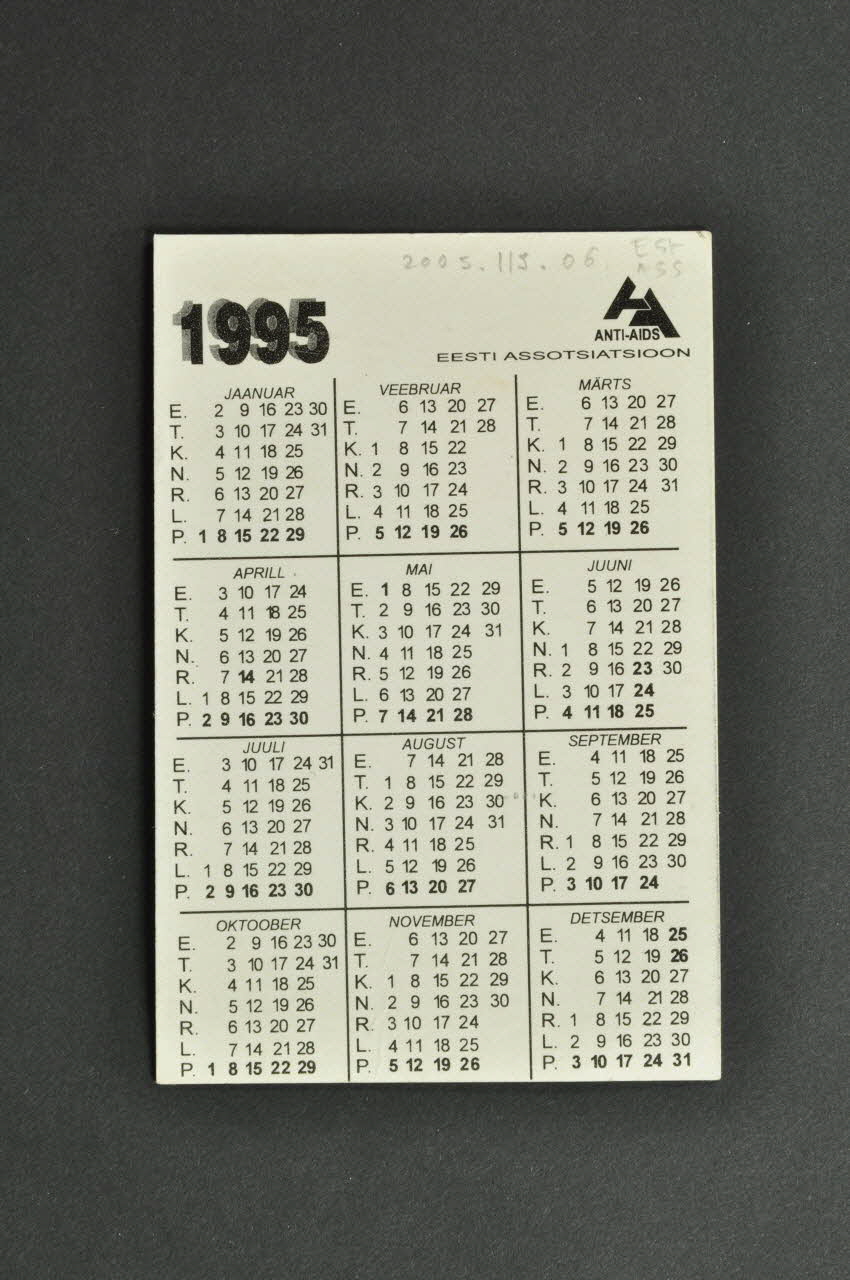 2005.115.06 EST
ASS
1995
ANTI-AIDS
EESTI ASSOTSIATSIOON
JAANUAR
E. 2 9 16 23 30
T. 3 10 17 24 31
K. 4 11 18 25
N. 5 12 19 26
R. 6 13 20 27
L. 7 14 21 28
P. 1 8 15 22 29
VEEBRUAR
E. 6 13 20 27
T. 7 14 21 28
K. 1 8 15 22
N. 2 9 16 23
R. 3 10 17 24
L. 4 11 18 25
P. 5 12 19 26
MÄRTS
E. 6 13 20 27
T. 7 14 21 28
K. 1 8 15 22 29
N. 2 9 16 23 30
R. 3 10 17 24 31
L. 4 11 18 25
P. 5 12 19 26
APRILL
E. 3 10 17 24
T. 4 11 18 25
K. 5 12 19 26
N. 6 13 20 27
R. 7 14 21 28
L. 1 8 15 22 29
P. 2 9 16 23 30
MAI
E. 1 8 15 22 29
T. 2 9 16 23 30
K. 3 10 17 24 31
N. 4 11 18 25
R. 5 12 19 26
L. 6 13 20 27
P. 7 14 21 28
JUUNI
E. 5 12 19 26
T. 6 13 20 27
K. 7 14 21 28
N. 1 8 15 22 29
R. 2 9 16 23 30
L. 3 10 17 24
P. 4 11 18 25
JUULI
E. 3 10 17 24 31
T. 4 11 18 25
K. 5 12 19 26
N. 6 13 20 27
R. 7 14 21 28
L. 1 8 15 22 29
P. 2 9 16 23 30
AUGUST
E. 7 14 21 28
T. 1 8 15 22 29
K. 2 9 16 23 30
N. 3 10 17 24 31
R. 4 11 18 25
L. 5 12 19 26
P. 6 13 20 27
SEPTEMBER
E. 4 11 18 25
T. 5 12 19 26
K. 6 13 20 27
N. 7 14 21 28
R. 1 8 15 22 29
L. 2 9 16 23 30
P. 3 10 17 24
OKTOOBER
E. 2 9 16 23 30
T. 3 10 17 24 31
K. 4 11 18 25
N. 5 12 19 26
R. 6 13 20 27
L. 7 14 21 28
P. 1 8 15 22 29
NOVEMBER
E. 6 13 20 27
T. 7 14 21 28
K. 1 8 15 22 29
N. 2 9 16 23 30
R. 3 10 17 24
L. 4 11 18 25
P. 5 12 19 26
DETSEMBER
E. 4 11 18 25
T. 5 12 19 26
K. 6 13 20 27
N. 7 14 21 28
R. 1 8 15 22 29
L. 2 9 16 23 30
P. 3 10 17 24 31